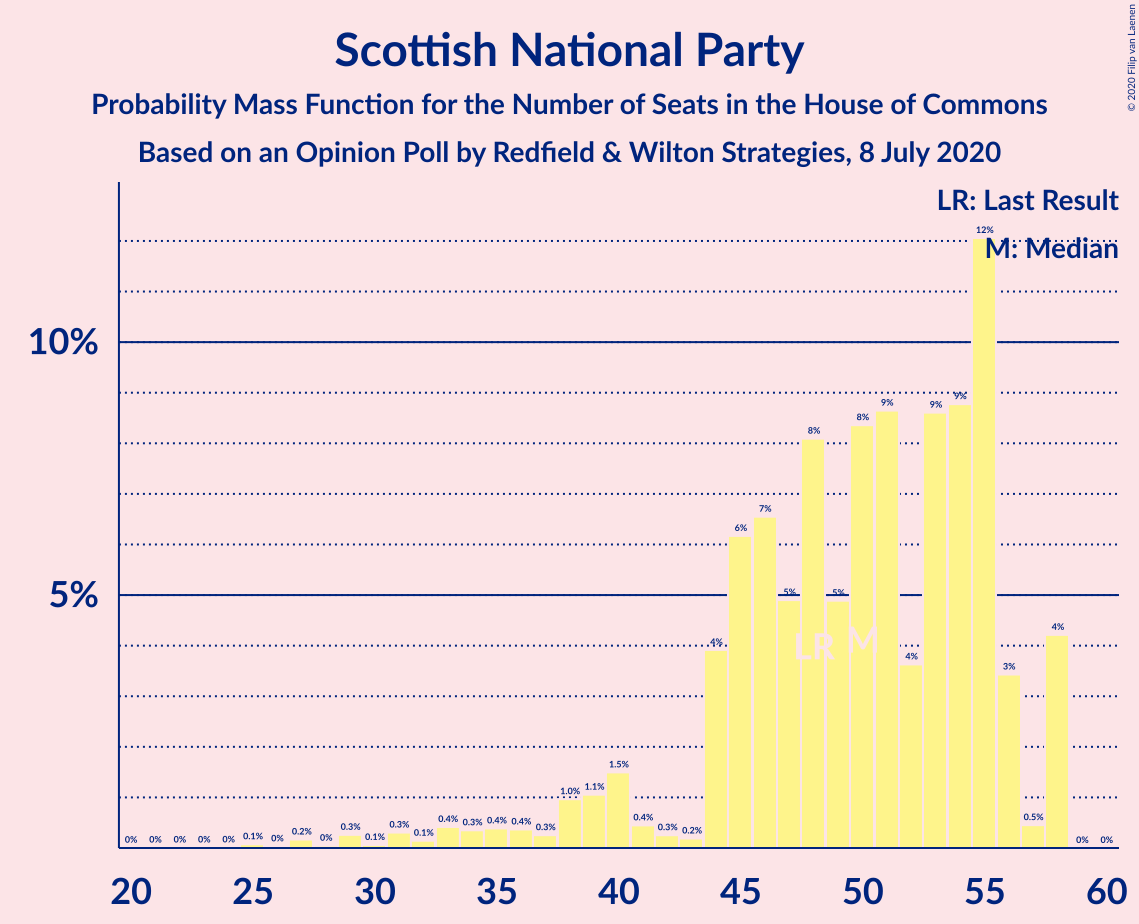 Scottish National Party
Probability Mass Function for the Number of Seats in the House of Commons
Based on an Opinion Poll by Redfield & Wilton Strategies, 8 July 2020
© 2020 Filip van Laenen
LR: Last Result
M: Median
10%
5%
0% 0% 0% 0% 0% 0.1% 0% 0.2% 0% 0.3% 0.1% 0.3% 0.1% 0.4% 0.3% 0.4% 0.4% 0.3% 1.0% 1.1% 1.5% 0.4% 0.3% 0.2% 4% 6% 7% 5% 8% 5% 8% 9% 4% 9% 9% 12% 3% 0.5% 4% 0% 0%
LR M
20 25 30 35 40 45 50 55 60